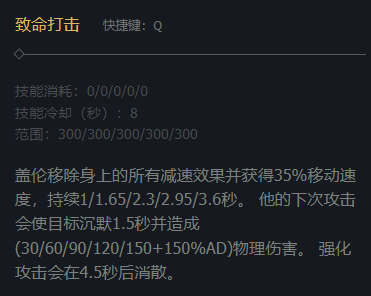 致命打击 快捷键：Q
技能消耗：0/0/0/0/0
技能冷却（秒）：8
范围：300/300/300/300/300
盖伦移除身上的所有减速效果并获得35%移动速
度，持续1/1.65/2.3/2.95/3.6秒。 他的下次攻击
会使目标沉默1.5秒并造成
(30/60/90/120/150+150%AD)物理伤害。 强化
攻击会在4.5秒后消散。